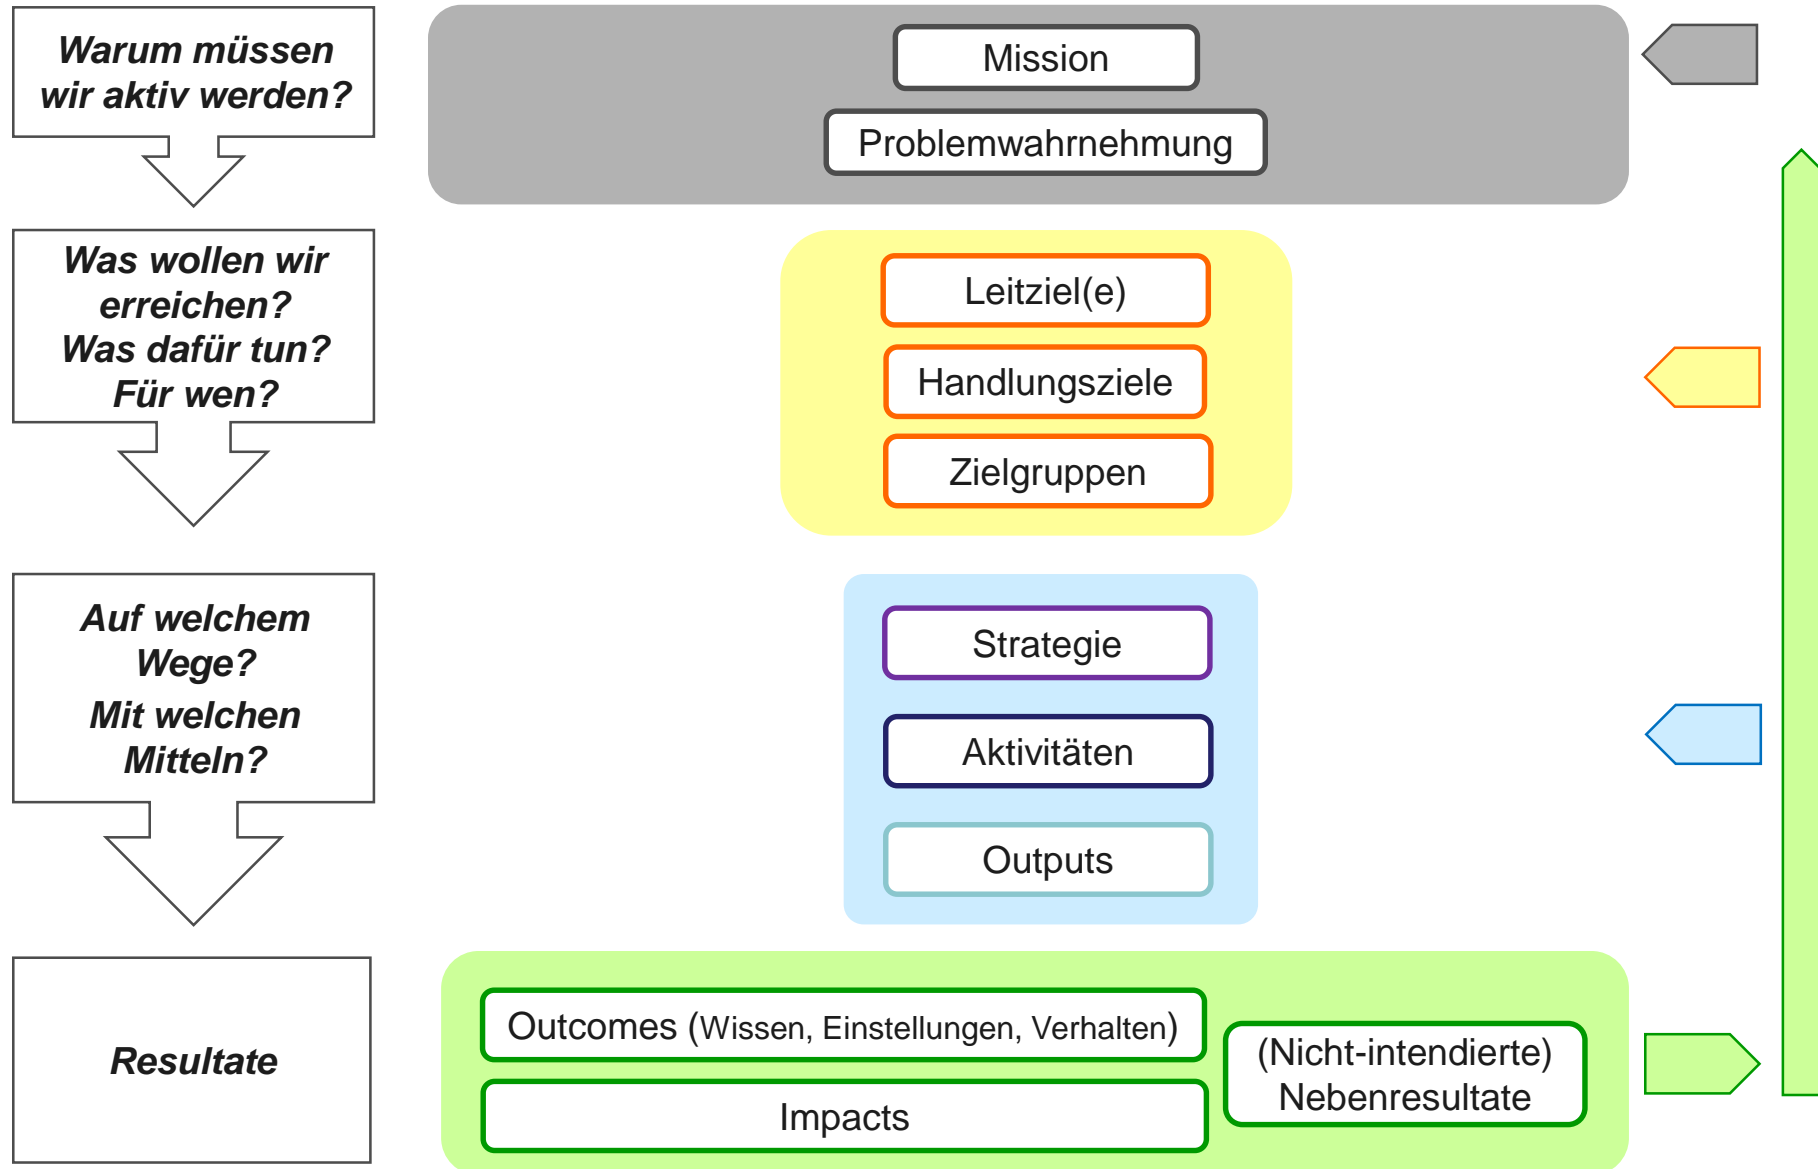 Warum müssen
wir aktiv werden?
Mission
Problemwahrnehmung
Was wollen wir
erreichen?
Was dafür tun?
Für wen?
Leitziel(e)
Handlungsziele
Zielgruppen
Auf welchem
Wege?
Mit welchen
Mitteln?
Strategie
Aktivitäten
Outputs
Resultate
Outcomes (Wissen, Einstellungen, Verhalten)
Impacts
(Nicht-intendierte)
Nebenresultate